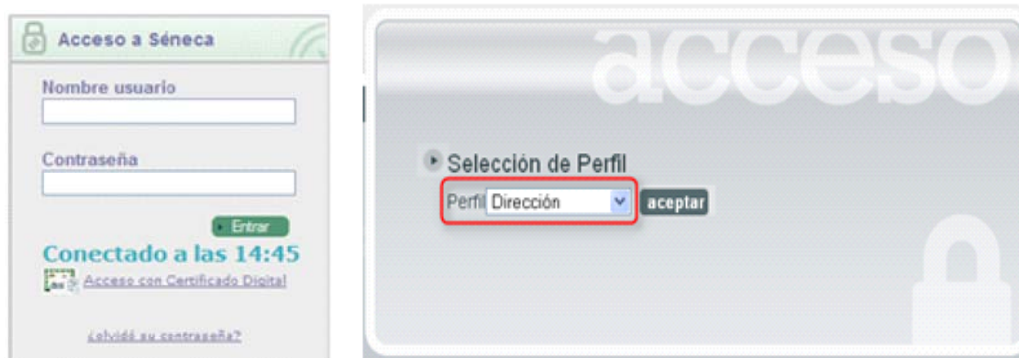 Acceso a Séneca
Nombre usuario
Contraseña
Entrar
Conectado a las 14:45
Acceso con Certificado Digital
¿olvidó su contraseña?
acceso
Selección de Perfil
Perfil Dirección aceptar